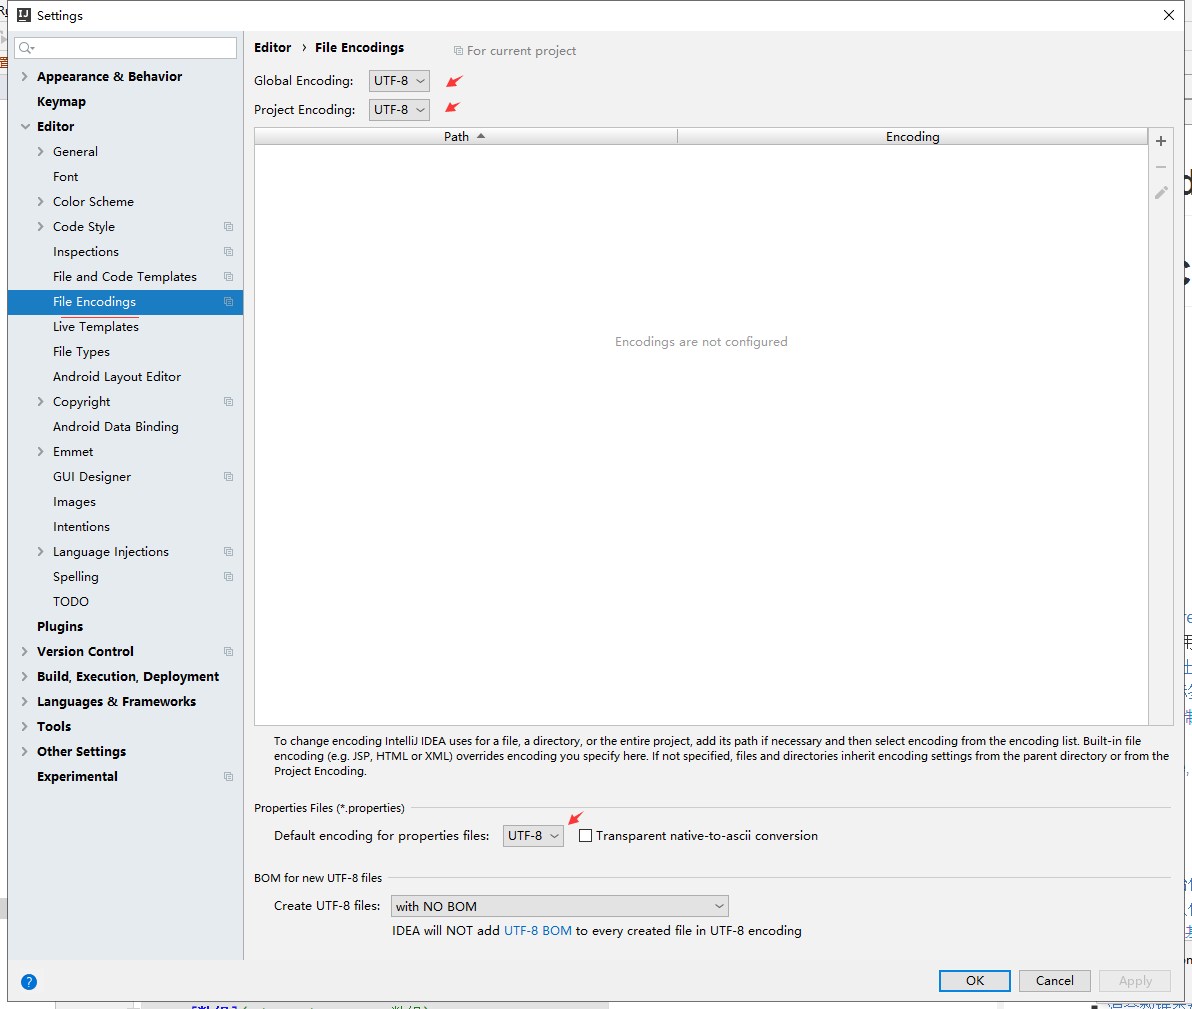 Settings
Editor › File Encodings
For current project
Appearance & Behavior
Keymap
Editor
General
Font
Color Scheme
Code Style
Inspections
File and Code Templates
File Encodings
Live Templates
File Types
Android Layout Editor
Copyright
Android Data Binding
Emmet
GUI Designer
Images
Intentions
Language Injections
Spelling
TODO
Plugins
Version Control
Build, Execution, Deployment
Languages & Frameworks
Tools
Other Settings
Experimental
Global Encoding: UTF-8
Project Encoding: UTF-8
Path Encoding
Encodings are not configured
To change encoding IntelliJ IDEA uses for a file, a directory, or the entire project, add its path if necessary and then select encoding from the encoding list. Built-in file
encoding (e.g. JSP, HTML or XML) overrides encoding you specify here. If not specified, files and directories inherit encoding settings from the parent directory or from the
Project Encoding.
Properties Files (*.properties)
Default encoding for properties files: UTF-8 Transparent native-to-ascii conversion
BOM for new UTF-8 files
Create UTF-8 files: with NO BOM
IDEA will NOT add UTF-8 BOM to every created file in UTF-8 encoding
?
OK Cancel Apply